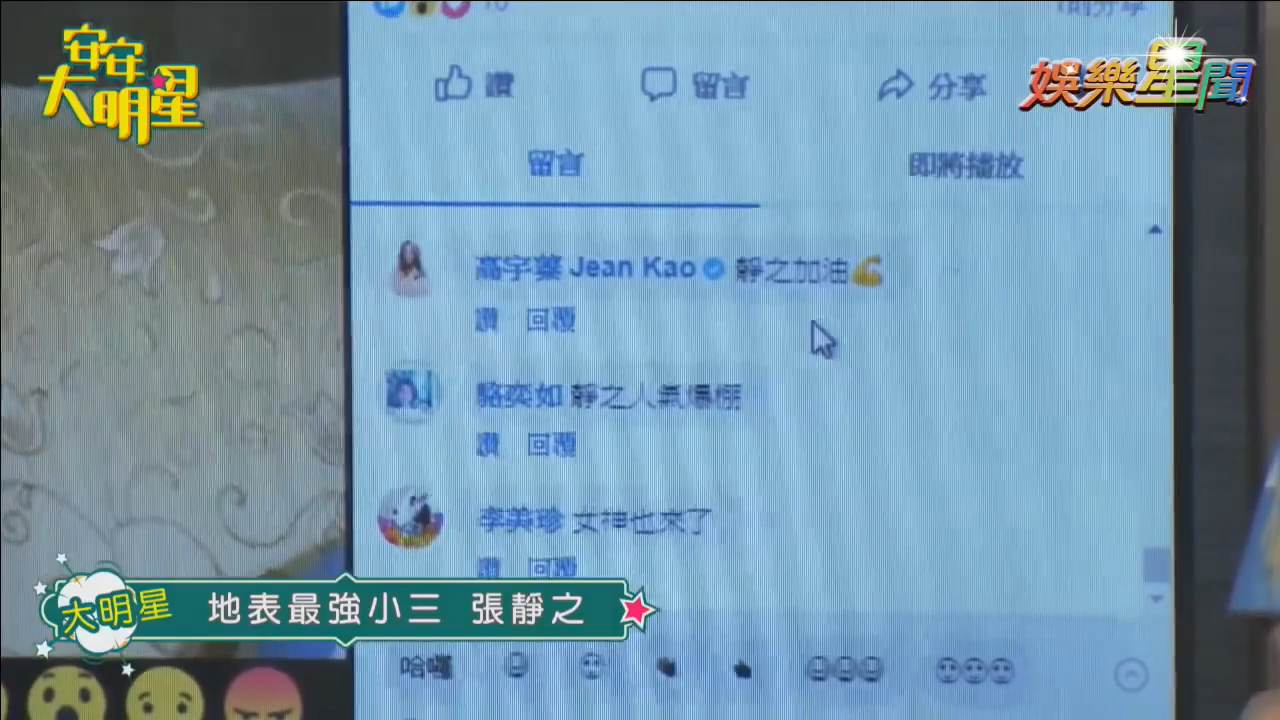 安安
大明星
娛樂星聞
讚 留言 分享
留言 即將播放
高宇蓁 Jean Kao 靜之加油💪
讚 回覆
駱奕如 靜之人氣爆棚
讚 回覆
李美珍 女神也來了
讚 回覆
大明星 地表最強小三 張靜之
哈囉